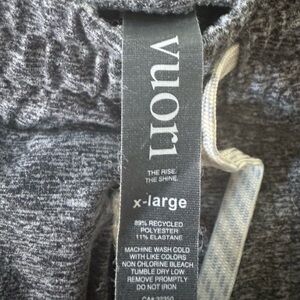 vuori
THE RISE.
THE SHINE.
x-large
89% RECYCLED
POLYESTER
11% ELASTANE
MACHINE WASH COLD
WITH LIKE COLORS
NON CHLORINE BLEACH
TUMBLE DRY LOW
REMOVE PROMPTLY
DO NOT IRON